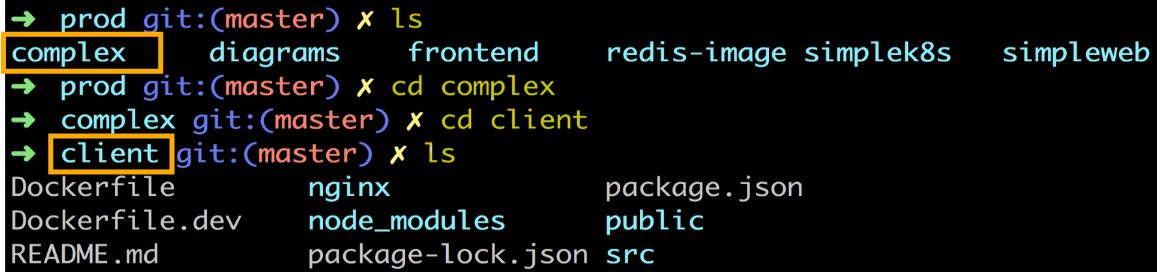 ➜ prod git:(master) ✗ ls
complex diagrams frontend redis-image simplek8s simpleweb
➜ prod git:(master) ✗ cd complex
➜ complex git:(master) ✗ cd client
➜ client git:(master) ✗ ls
Dockerfile nginx package.json
Dockerfile.dev node_modules public
README.md package-lock.json src